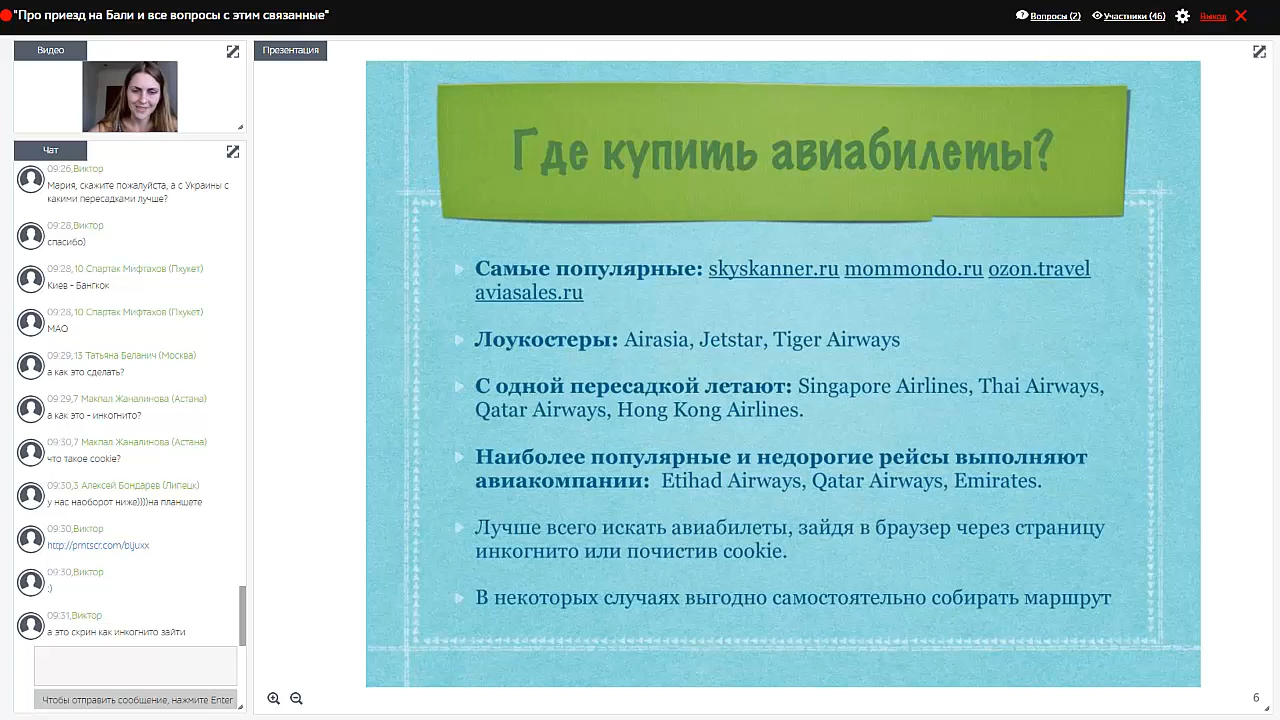 "Про приезд на Бали и все вопросы с этим связанные"
Вопросы (2)
Участники (46)
Выход
Видео
Чат
09:26,Виктор
Мария, скажите пожалуйста, а с Украины с
какими пересадками лучше?
09:28,Виктор
спасибо)
09:28,10 Спартак Мифтахов (Пхукет)
Киев - Бангкок
09:28,10 Спартак Мифтахов (Пхукет)
МАО
09:29,13 Татьяна Беланич (Москва)
а как это сделать?
09:29,7 Макпал Жаналинова (Астана)
а как это - инкогнито?
09:30,7 Макпал Жаналинова (Астана)
что такое cookie?
09:30,3 Алексей Бондарев (Липецк)
у нас наоборот ниже))))на планшете
09:30,Виктор
http://prntscr.com/bljuxx
09:30,Виктор
:)
09:31,Виктор
а это скрин как инкогнито зайти
Чтобы отправить сообщение, нажмите Enter
Презентация
Где купить авиабилеты?
Самые популярные: skyskanner.ru mommondo.ru ozon.travel
aviasales.ru
Лоукостеры: Airasia, Jetstar, Tiger Airways
С одной пересадкой летают: Singapore Airlines, Thai Airways,
Qatar Airways, Hong Kong Airlines.
Наиболее популярные и недорогие рейсы выполняют
авиакомпании: Etihad Airways, Qatar Airways, Emirates.
Лучше всего искать авиабилеты, зайдя в браузер через страницу
инкогнито или почистив cookie.
В некоторых случаях выгодно самостоятельно собирать маршрут
6